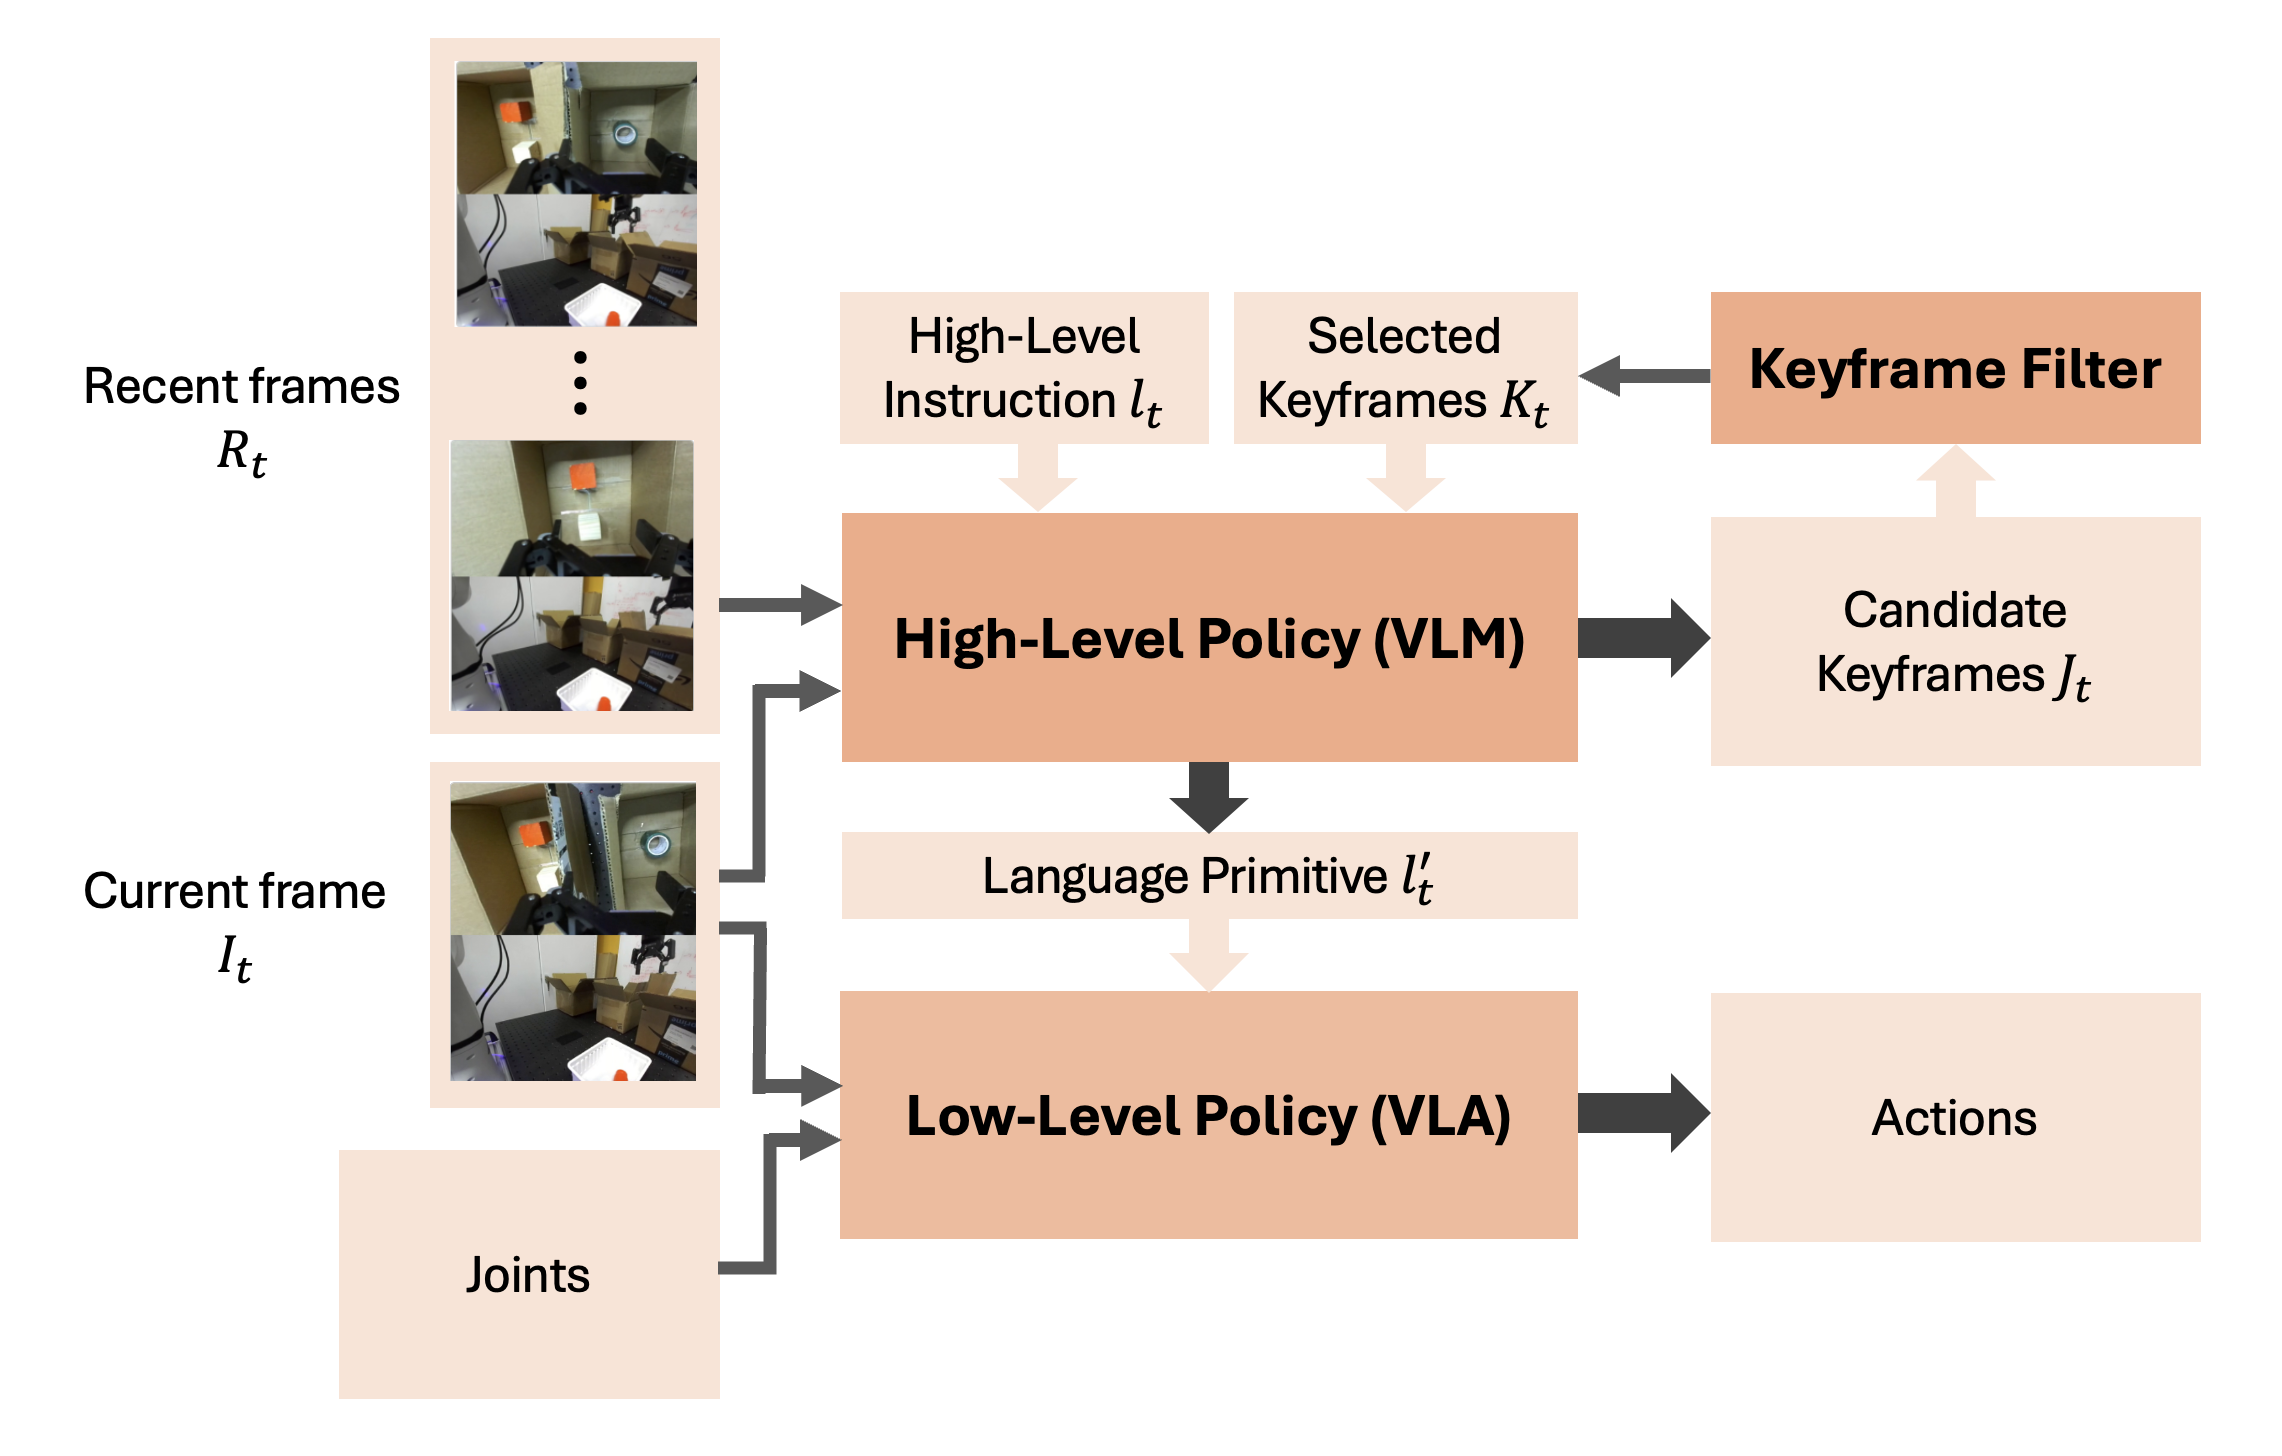 Recent frames
R_t
Current frame
I_t
Joints
High-Level
Instruction l_t
Selected
Keyframes K_t
Keyframe Filter
High-Level Policy (VLM)
Candidate
Keyframes J_t
Language Primitive l′_t
Low-Level Policy (VLA)
Actions